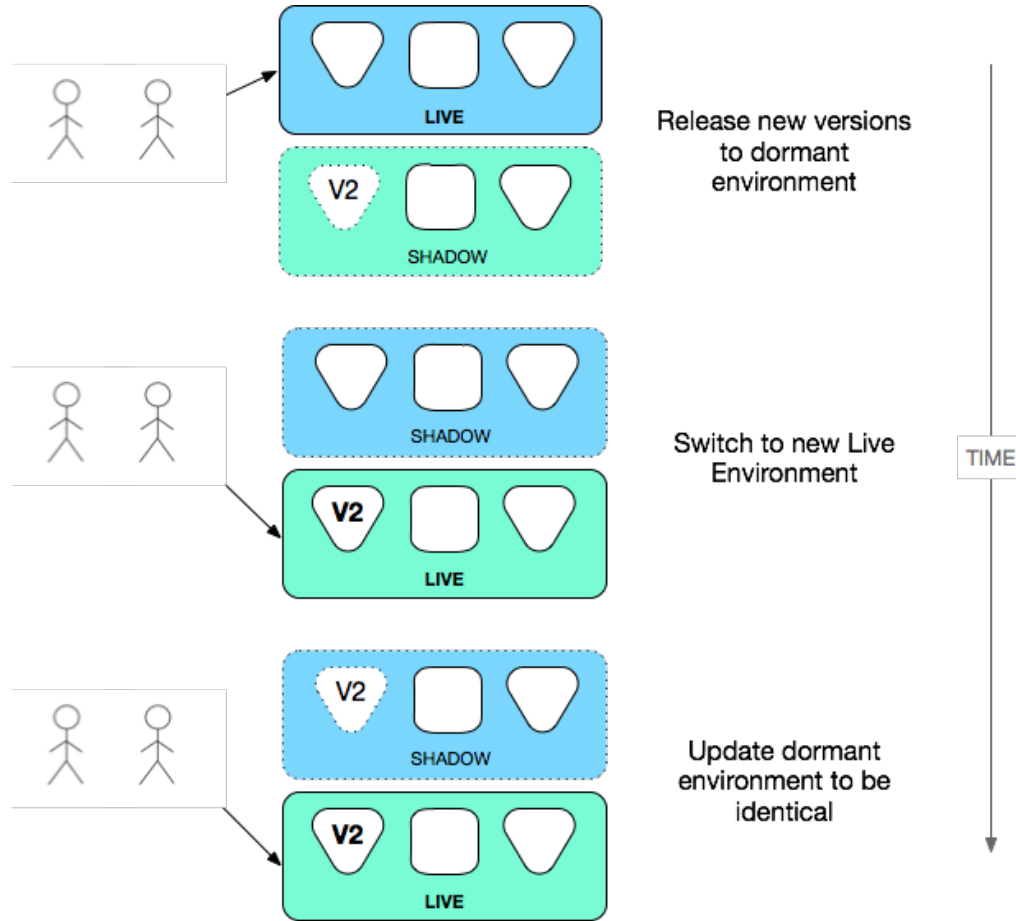 LIVE
V2
SHADOW
Release new versions
to dormant
environment
SHADOW
V2
LIVE
Switch to new Live
Environment
TIME
V2
SHADOW
V2
LIVE
Update dormant
environment to be
identical